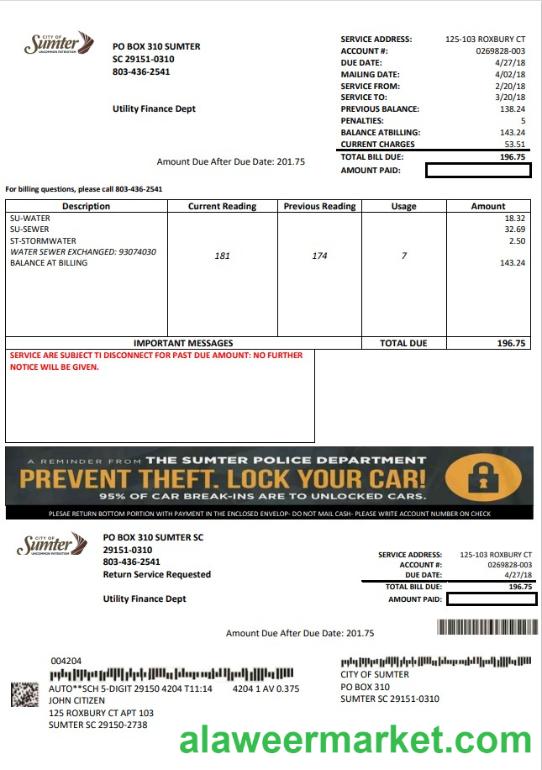 CITY OF
Sumter
UNCOMMON PATRIOTISM
PO BOX 310 SUMTER
SC 29151-0310
803-436-2541
Utility Finance Dept
SERVICE ADDRESS: 125-103 ROXBURY CT
ACCOUNT #: 0269828-003
DUE DATE: 4/27/18
MAILING DATE: 4/02/18
SERVICE FROM: 2/20/18
SERVICE TO: 3/20/18
PREVIOUS BALANCE: 138.24
PENALTIES: 5
BALANCE ATBILLING: 143.24
CURRENT CHARGES 53.51
TOTAL BILL DUE: 196.75
AMOUNT PAID:
Amount Due After Due Date: 201.75
For billing questions, please call 803-436-2541
Description Current Reading Previous Reading Usage Amount
SU-WATER 18.32
SU-SEWER 32.69
ST-STORMWATER 2.50
WATER SEWER EXCHANGED: 93074030 181 174 7
BALANCE AT BILLING 143.24
IMPORTANT MESSAGES TOTAL DUE 196.75
SERVICE ARE SUBJECT TI DISCONNECT FOR PAST DUE AMOUNT: NO FURTHER
NOTICE WILL BE GIVEN.
A REMINDER FROM THE SUMTER POLICE DEPARTMENT
PREVENT THEFT. LOCK YOUR CAR!
95% OF CAR BREAK-INS ARE TO UNLOCKED CARS.
PLESAE RETURN BOTTOM PORTION WITH PAYMENT IN THE ENCLOSED ENVELOP- DO NOT MAIL CASH- PLEASE WRITE ACCOUNT NUMBER ON CHECK
CITY OF
Sumter
UNCOMMON PATRIOTISM
PO BOX 310 SUMTER SC
29151-0310
803-436-2541
Return Service Requested
Utility Finance Dept
SERVICE ADDRESS: 125-103 ROXBURY CT
ACCOUNT #: 0269828-003
DUE DATE: 4/27/18
TOTAL BILL DUE: 196.75
AMOUNT PAID:
Amount Due After Due Date: 201.75
004204
AUTO**SCH 5-DIGIT 29150 4204 T11:14 4204 1 AV 0.375
JOHN CITIZEN
125 ROXBURY CT APT 103
SUMTER SC 29150-2738
CITY OF SUMTER
PO BOX 310
SUMTER SC 29151-0310
alaweermarket.com